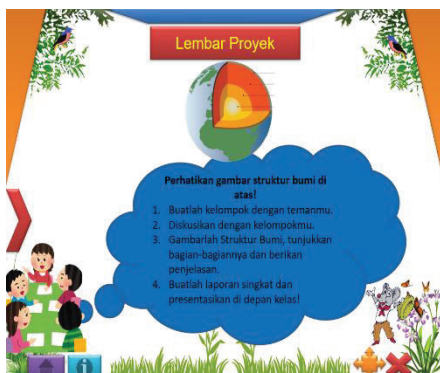 Lembar Proyek
Perhatikan gambar struktur bumi di
atas!
1. Buatlah kelompok dengan temanmu.
2. Diskusikan dengan kelompokmu.
3. Gambarlah Struktur Bumi, tunjukkan
bagian-bagiannya dan berikan
penjelasan.
4. Buatlah laporan singkat dan
presentasikan di depan kelas!